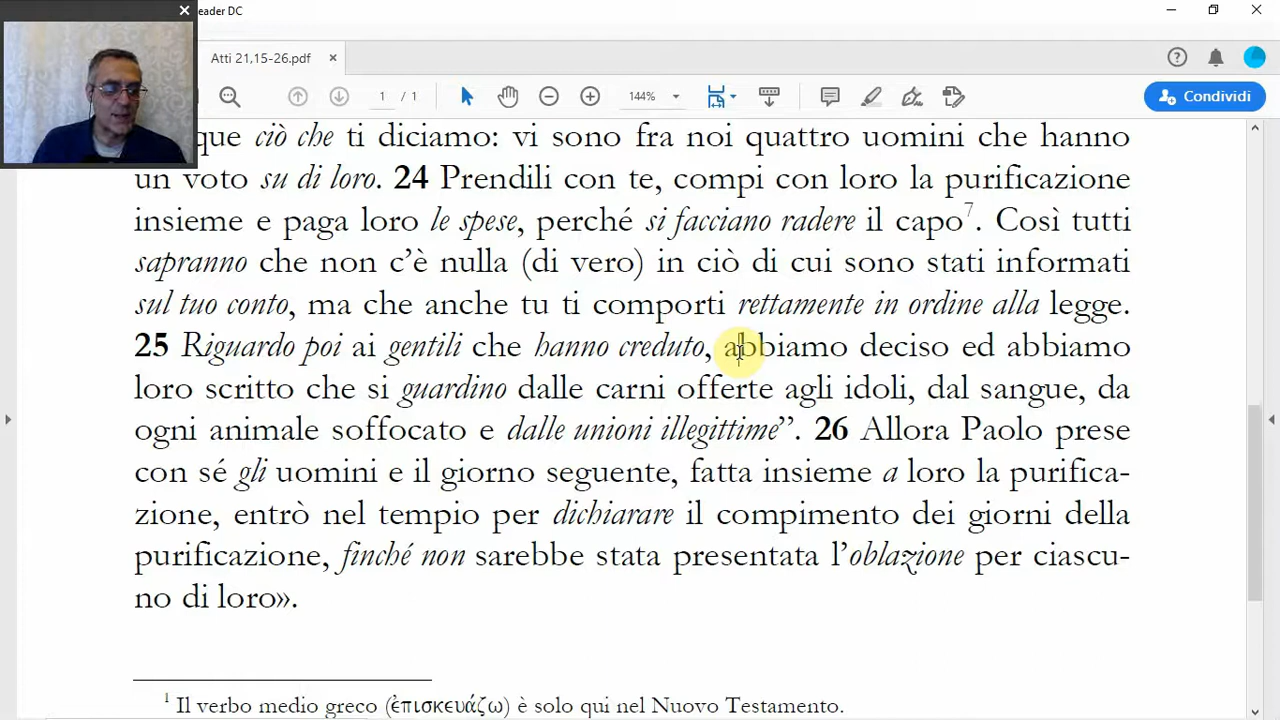 eader DC
Atti 21,15-26.pdf
1 / 1
144%
Condividi
que ciò che ti diciamo: vi sono fra noi quattro uomini che hanno
un voto su di loro. 24 Prendili con te, compi con loro la purificazione
insieme e paga loro le spese, perché si facciano radere il capo7. Così tutti
sapranno che non c’è nulla (di vero) in ciò di cui sono stati informati
sul tuo conto, ma che anche tu ti comporti rettamente in ordine alla legge.
25 Riguardo poi ai gentili che hanno creduto, abbiamo deciso ed abbiamo
loro scritto che si guardino dalle carni offerte agli idoli, dal sangue, da
ogni animale soffocato e dalle unioni illegittime”. 26 Allora Paolo prese
con sé gli uomini e il giorno seguente, fatta insieme a loro la purifica-
zione, entrò nel tempio per dichiarare il compimento dei giorni della
purificazione, finché non sarebbe stata presentata l’oblazione per ciascu-
no di loro».
1 Il verbo medio greco (ἐπισκευάζω) è solo qui nel Nuovo Testamento.